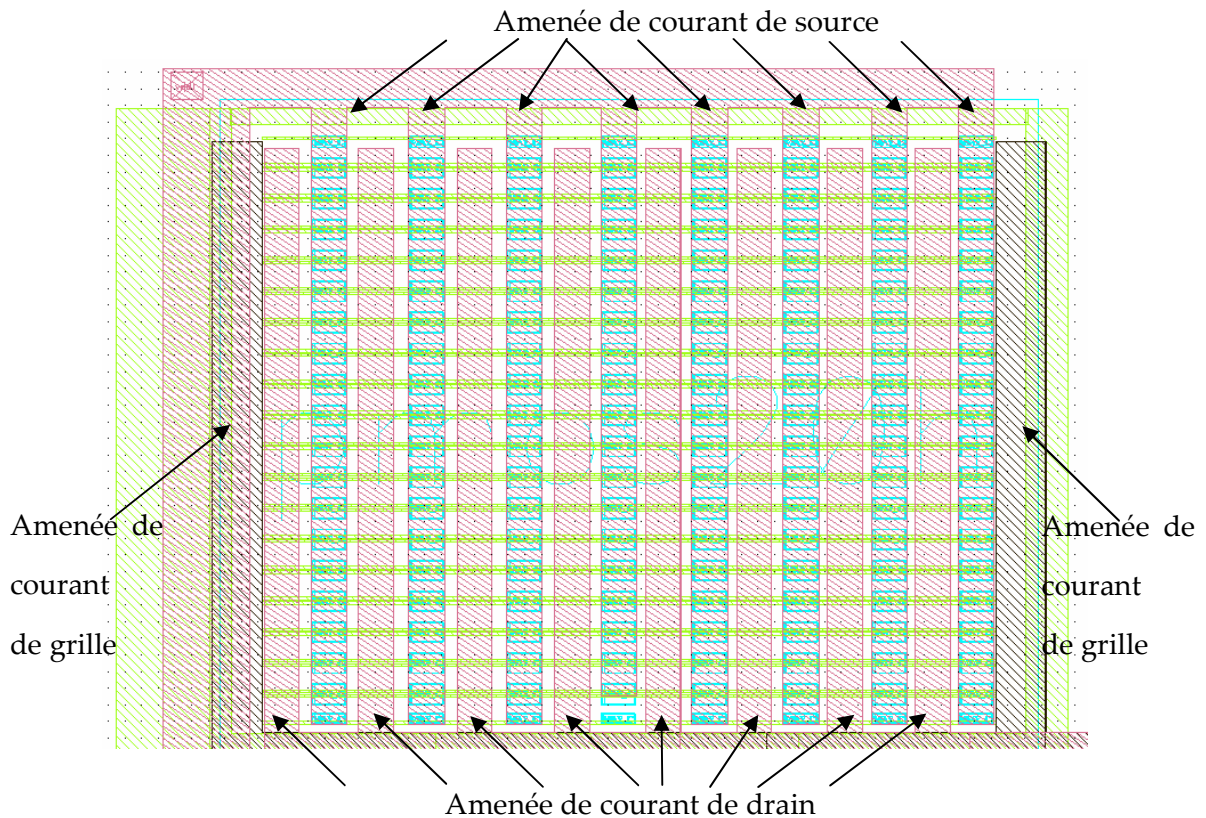 Amenée de courant de source
Amenée de
courant
de grille
Amenée de
courant
de grille
Amenée de courant de drain